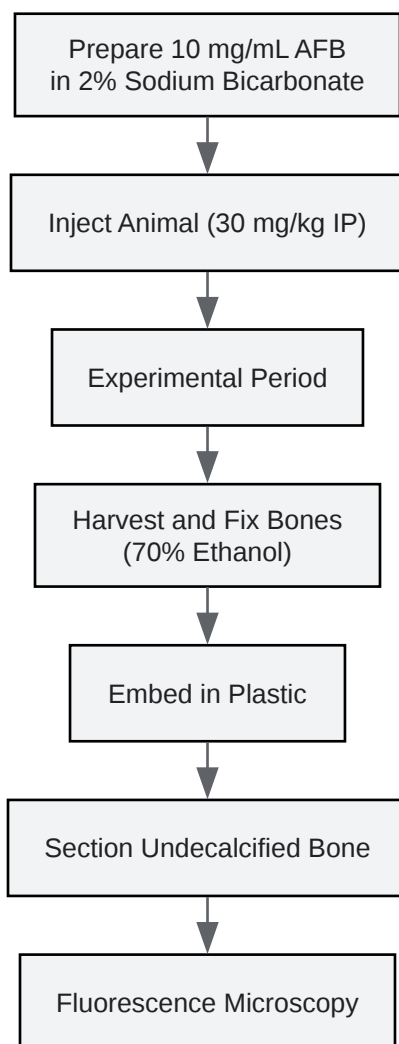 Prepare 10 mg/mL AFB
in 2% Sodium Bicarbonate
Inject Animal (30 mg/kg IP)
Experimental Period
Harvest and Fix Bones
(70% Ethanol)
Embed in Plastic
Section Undecalcified Bone
Fluorescence Microscopy